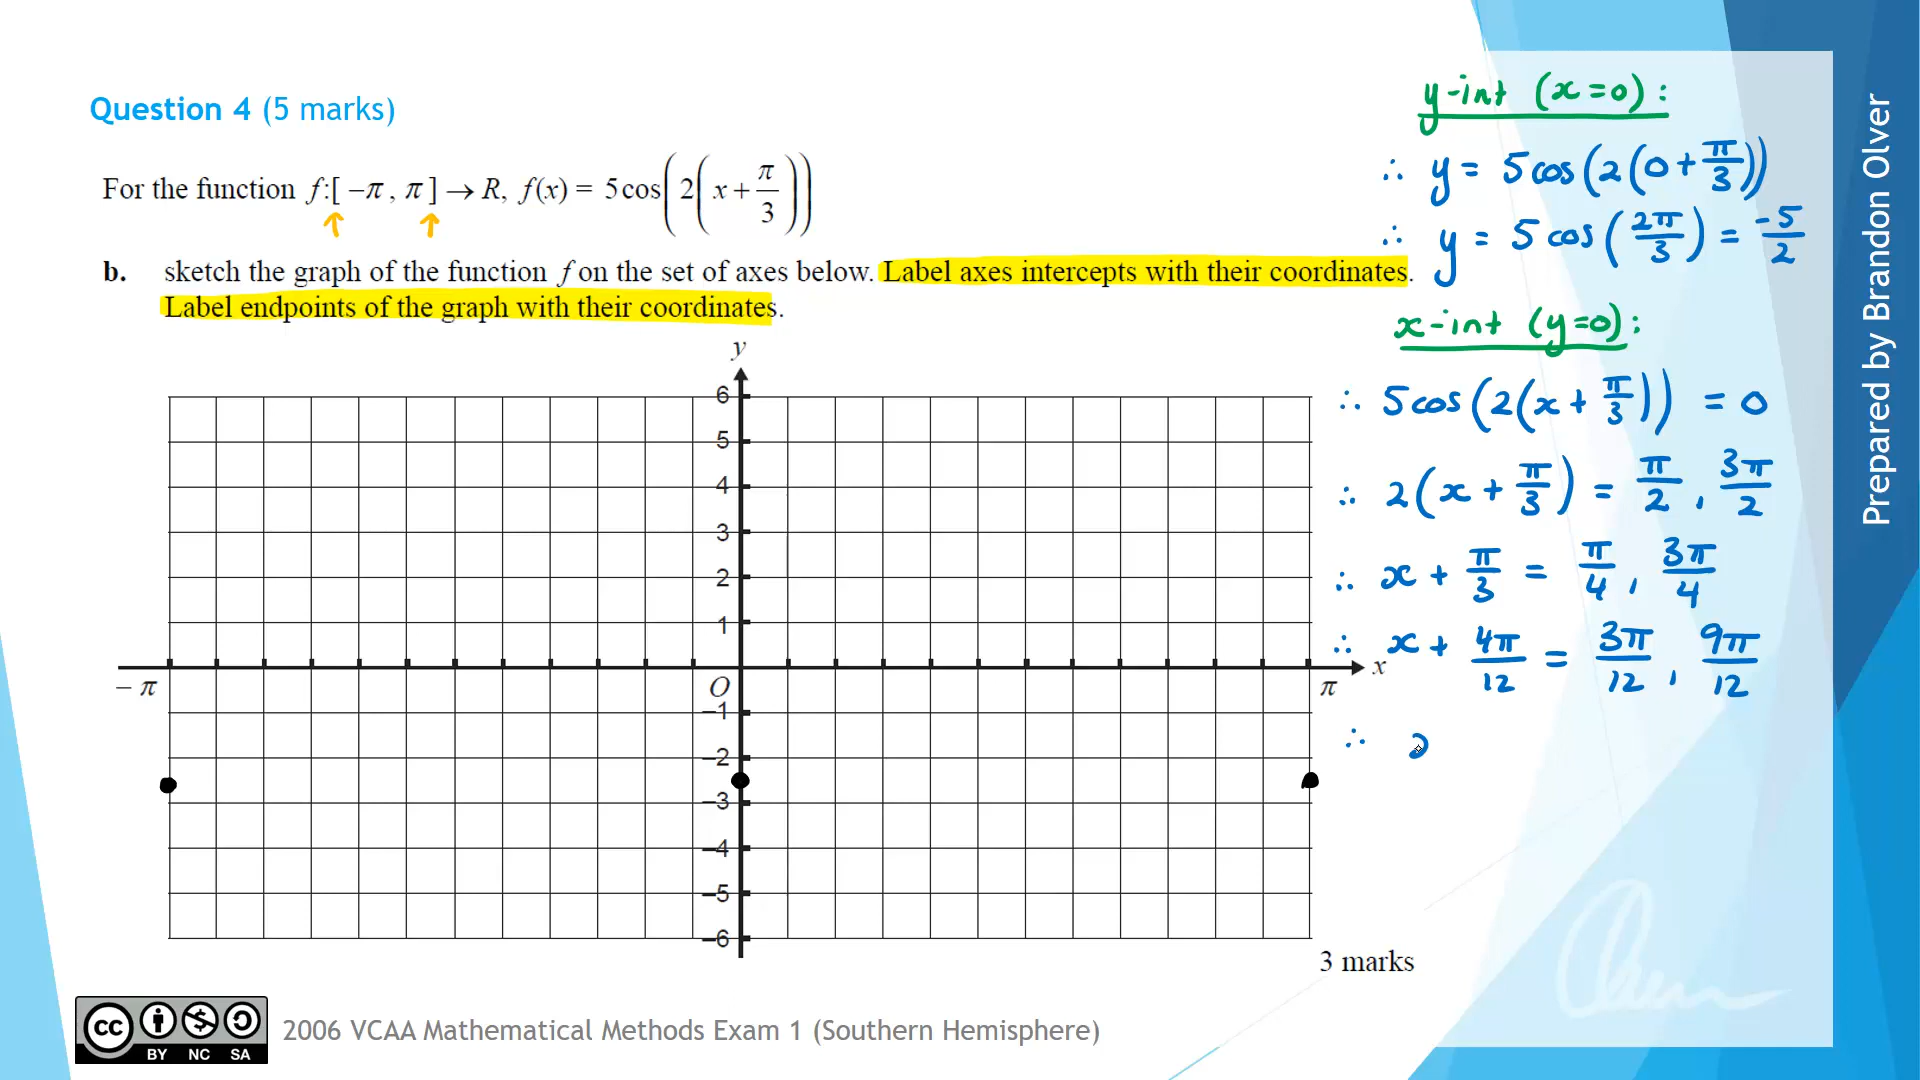 Question 4 (5 marks)
For the function f:[ −π , π ] → R, f(x) = 5cos(2(x + π/3))
b. sketch the graph of the function f on the set of axes below. Label axes intercepts with their coordinates.
Label endpoints of the graph with their coordinates.
y
6
5
4
3
2
1
− π
O
π
x
−1
−2
−3
−4
−5
−6
3 marks
y-int (x=0):
∴ y = 5cos(2(0 + π/3))
∴ y = 5 cos (2π/3) = -5/2
x-int (y=0):
∴ 5cos(2(x + π/3)) = 0
∴ 2(x + π/3) = π/2 , 3π/2
∴ x + π/3 = π/4 , 3π/4
∴ x + 4π/12 = 3π/12 , 9π/12
∴
Prepared by Brandon Olver
cc BY NC SA
2006 VCAA Mathematical Methods Exam 1 (Southern Hemisphere)